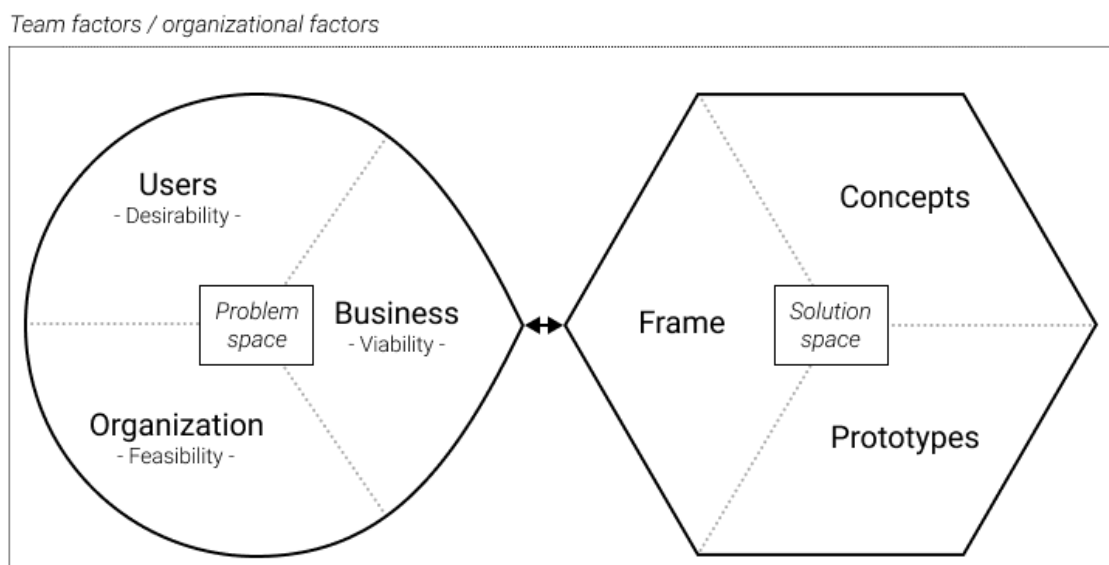 Team factors / organizational factors
Users
- Desirability -
Problem
space
Business
- Viability -
Organization
- Feasibility -
Concepts
Frame
Solution
space
Prototypes